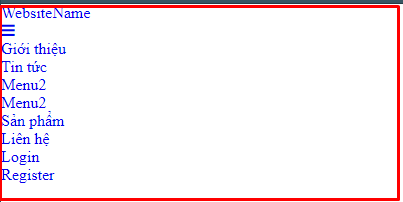 WebsiteName
☰
Giới thiệu
Tin tức
Menu2
Menu2
Sản phẩm
Liên hệ
Login
Register